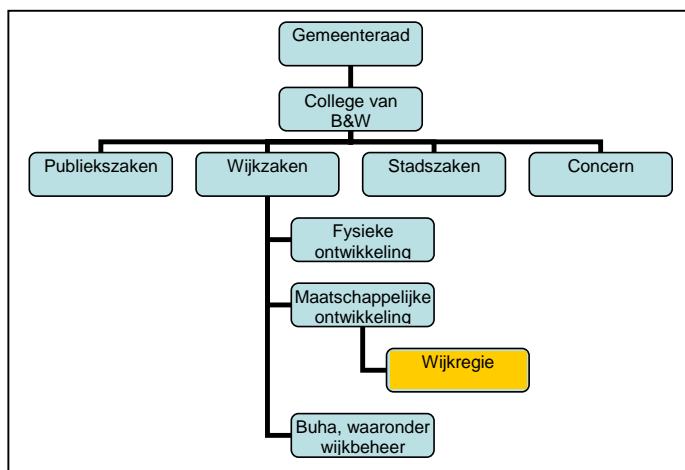 Gemeenteraad
College van
B&W
Publiekszaken
Wijkzaken
Stadszaken
Concern
Fysieke
ontwikkeling
Maatschappelijke
ontwikkeling
Wijkregie
Buha, waaronder
wijkbeheer